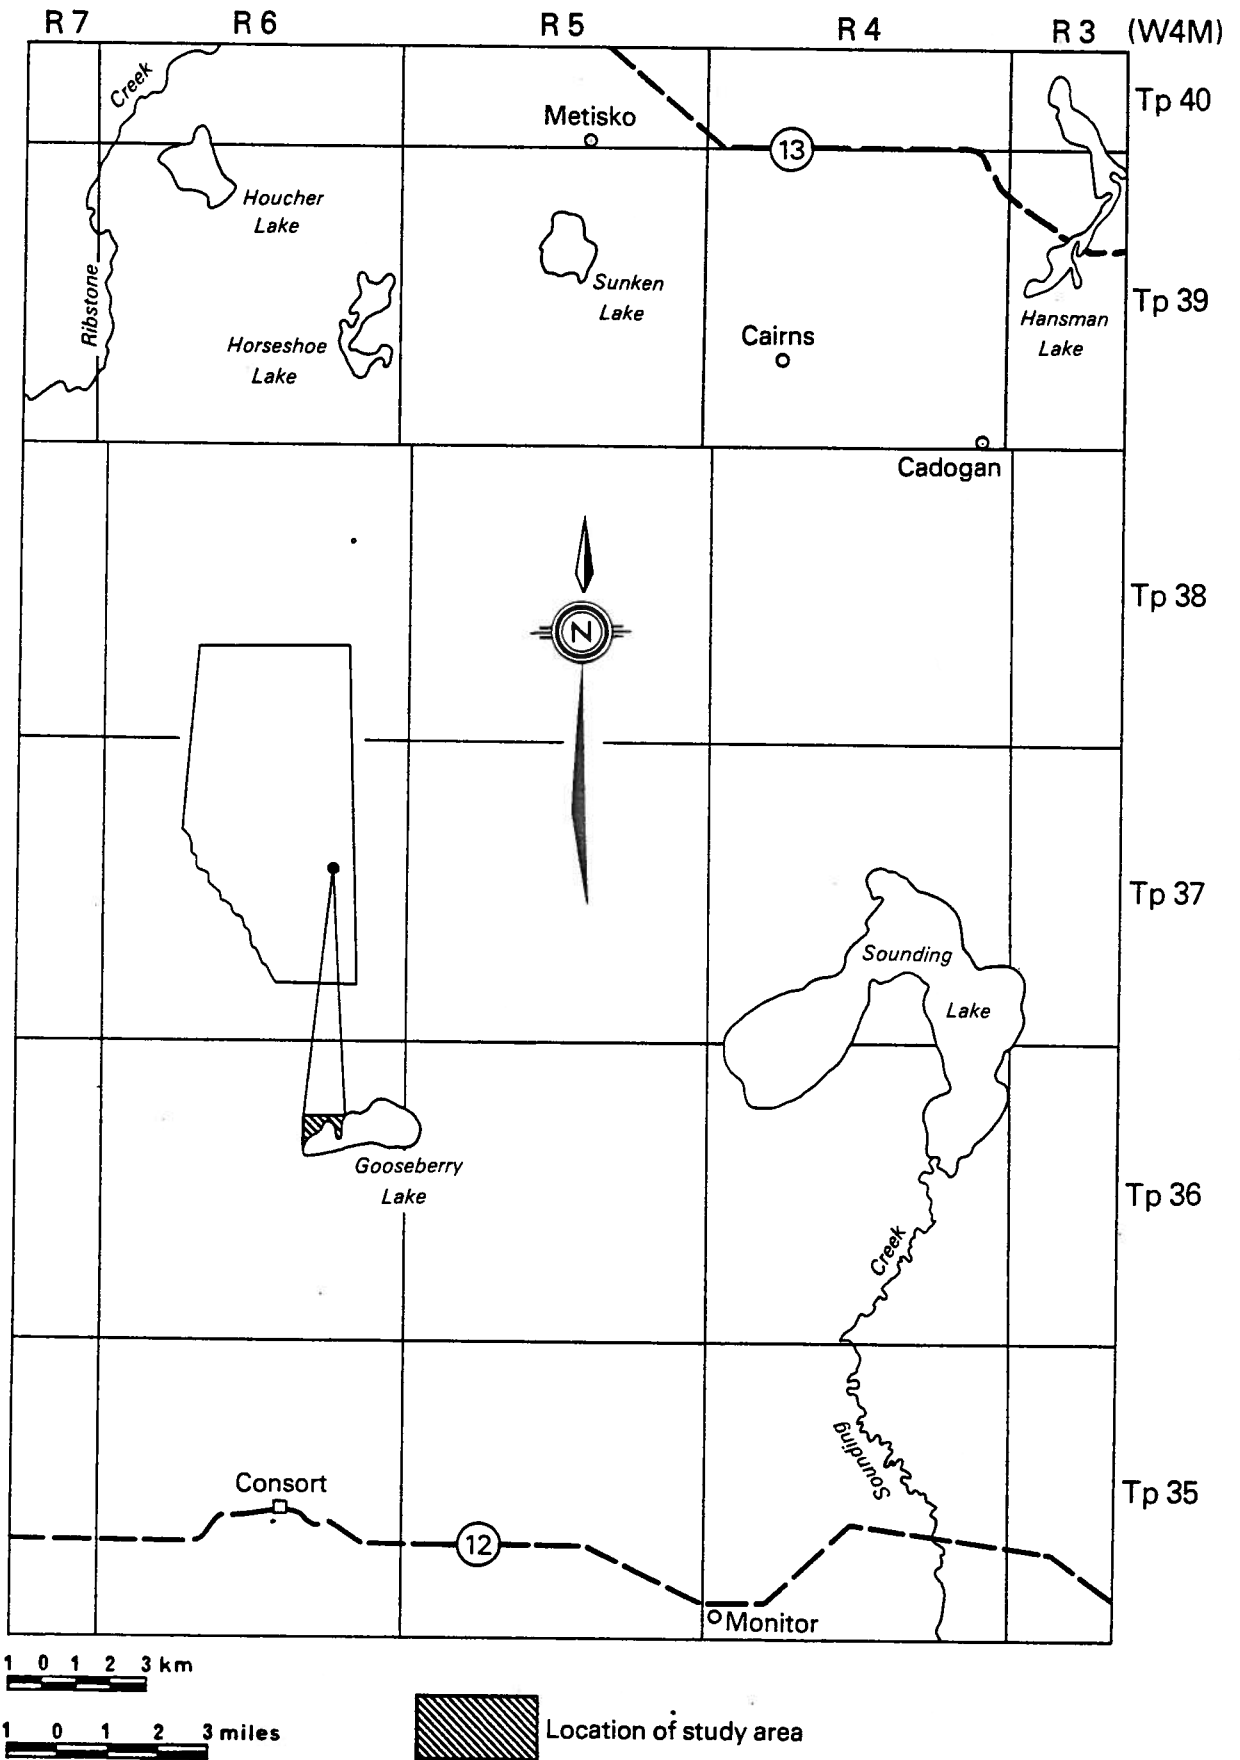 R 7 R 6 R 5 R 4 R 3 (W4M)
Creek
Tp 40
Metisko
13
Houcher
Lake
Ribstone
Sunken
Lake
Tp 39
Hansman
Lake
Horseshoe
Lake
Cairns
Cadogan
Tp 38
N
Tp 37
Sounding
Lake
Gooseberry
Lake
Tp 36
Creek
Sounding
Consort
Tp 35
12
Monitor
1 0 1 2 3 km
1 0 1 2 3 miles
Location of study area